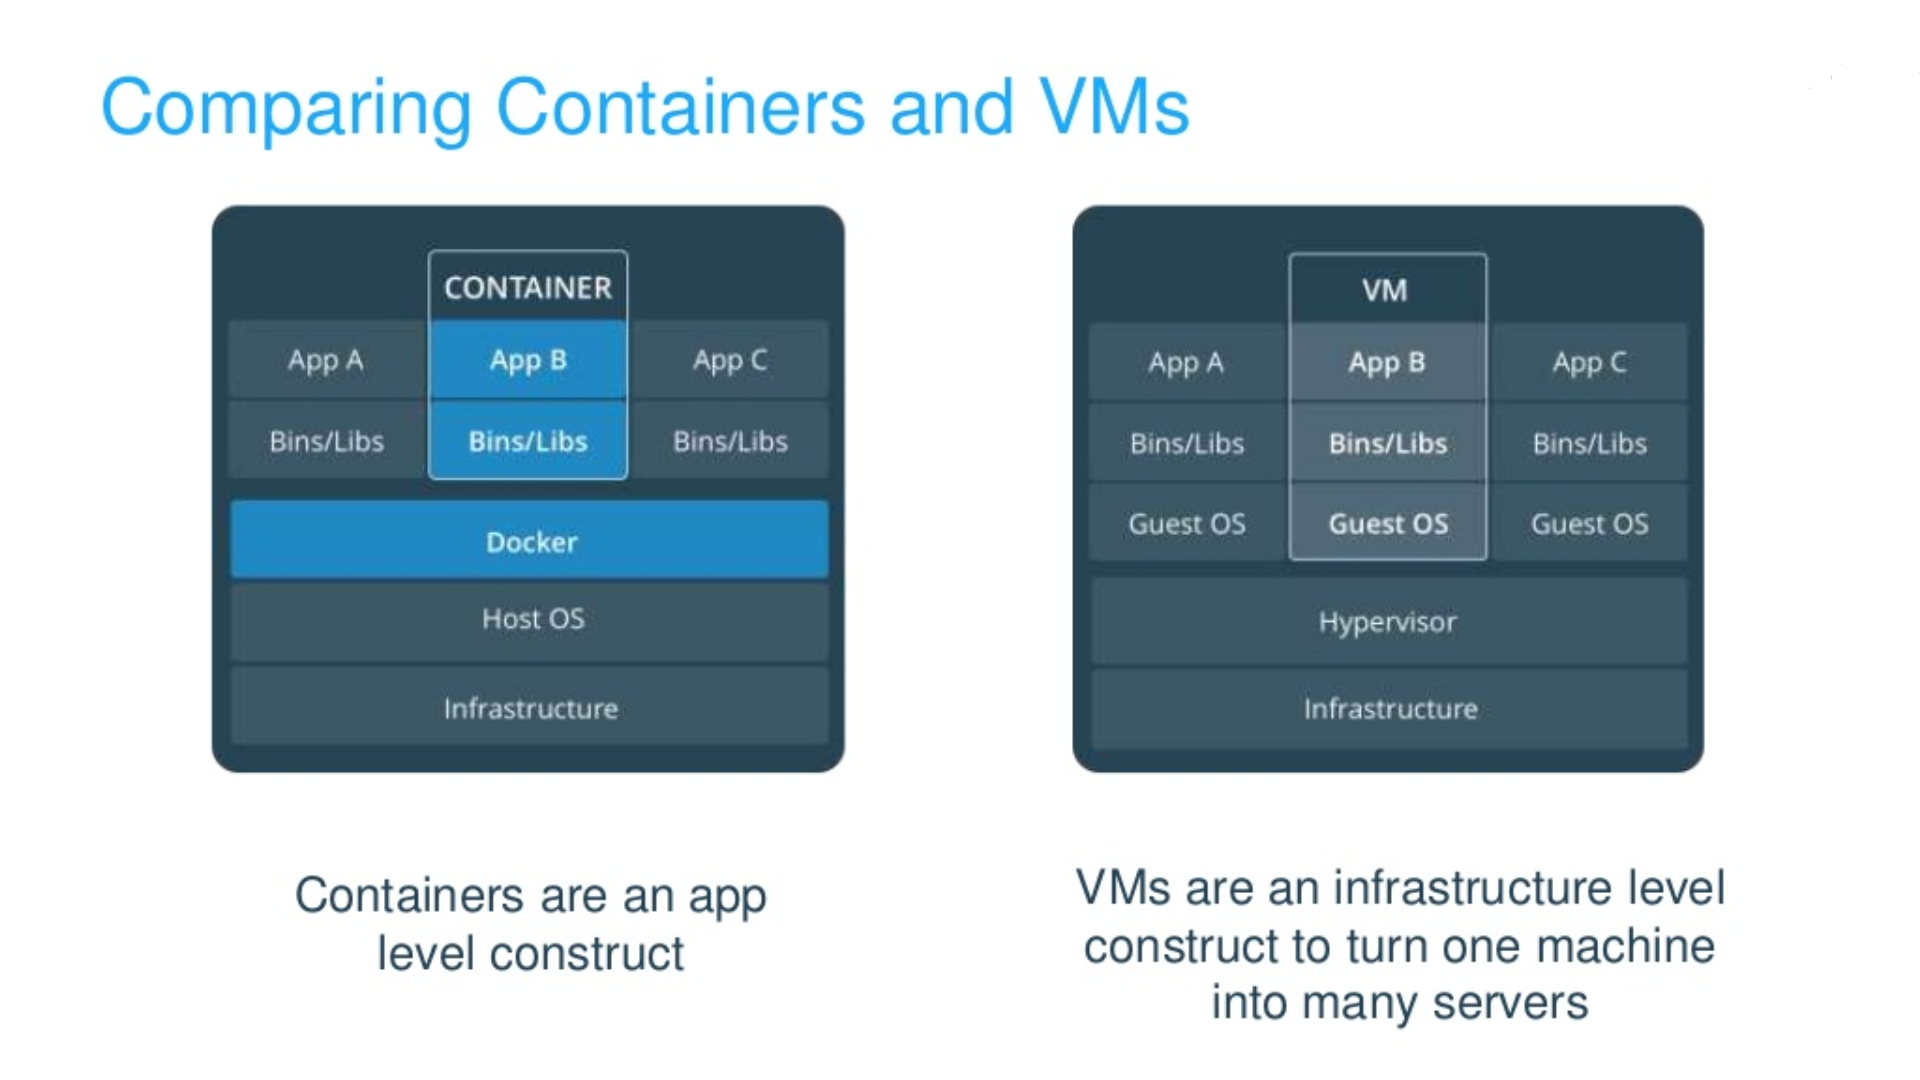 Comparing Containers and VMs
CONTAINER
App A App B App C
Bins/Libs Bins/Libs Bins/Libs
Docker
Host OS
Infrastructure
Containers are an app
level construct
VM
App A App B App C
Bins/Libs Bins/Libs Bins/Libs
Guest OS Guest OS Guest OS
Hypervisor
Infrastructure
VMs are an infrastructure level
construct to turn one machine
into many servers